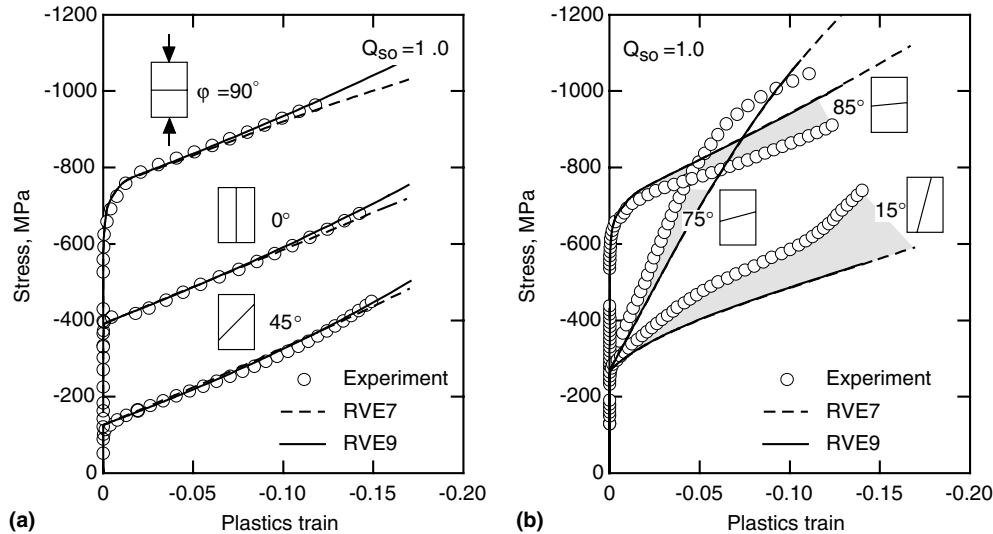 -1200
-1000
-800
-600
-400
-200
0
Stress, MPa
0
-0.05
-0.10
-0.15
-0.20
Plastics train
(a)
Qso =1 .0
φ =90°
0°
45°
Experiment
RVE7
RVE9
-1200
-1000
-800
-600
-400
-200
0
Stress, MPa
0
-0.05
-0.10
-0.15
-0.20
Plastics train
(b)
Qso =1.0
85°
75°
15°
Experiment
RVE7
RVE9